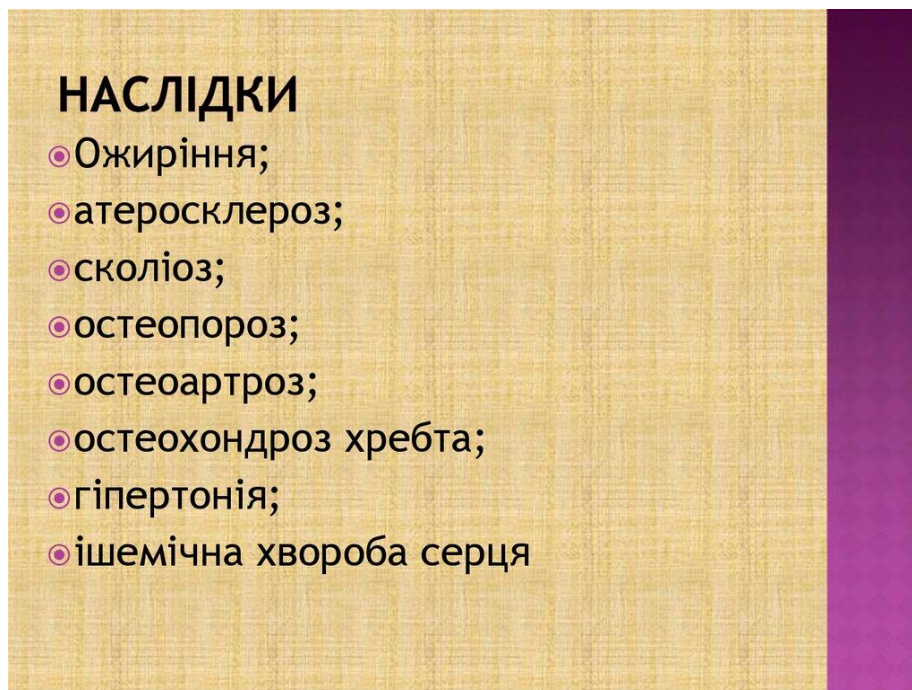 НАСЛІДКИ
Ожиріння;
атеросклероз;
сколіоз;
остеопороз;
остеоартроз;
остеохондроз хребта;
гіпертонія;
ішемічна хвороба серця